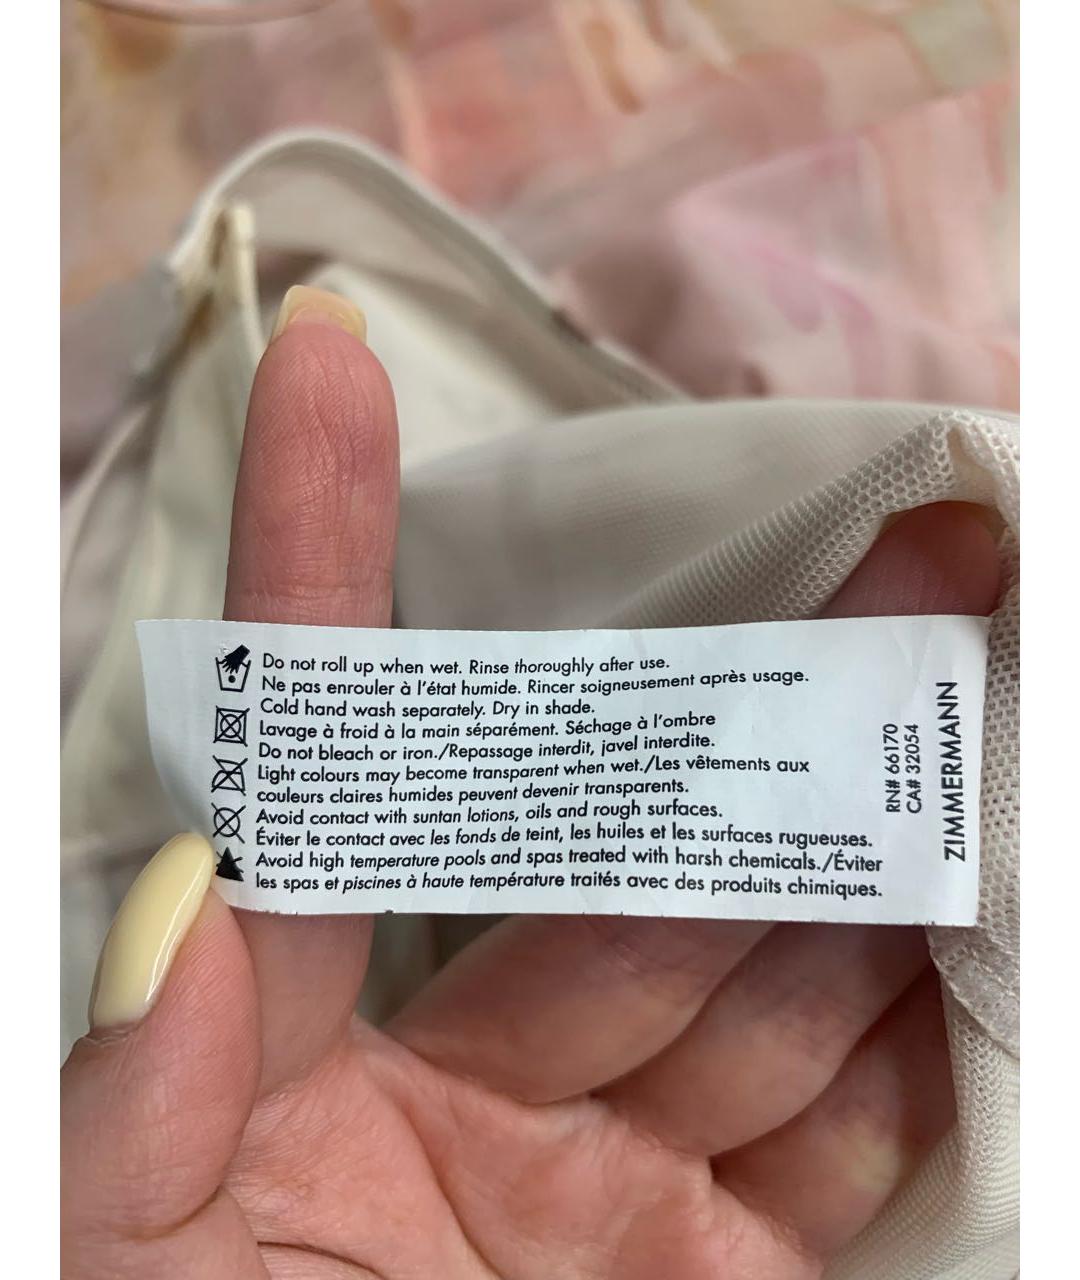 Do not roll up when wet. Rinse thoroughly after use.
Ne pas enrouler à l'état humide. Rincer soigneusement après usage.
Cold hand wash separately. Dry in shade.
Lavage à froid à la main séparément. Séchage à l'ombre
Do not bleach or iron./Repassage interdit, javel interdite.
Light colours may become transparent when wet./Les vêtements aux
couleurs claires humides peuvent devenir transparents.
Avoid contact with suntan lotions, oils and rough surfaces.
Éviter le contact avec les fonds de teint, les huiles et les surfaces rugueuses.
Avoid high temperature pools and spas treated with harsh chemicals./Éviter
les spas et piscines à haute température traités avec des produits chimiques.
RN# 66170
CA# 32054
ZIMMERMANN